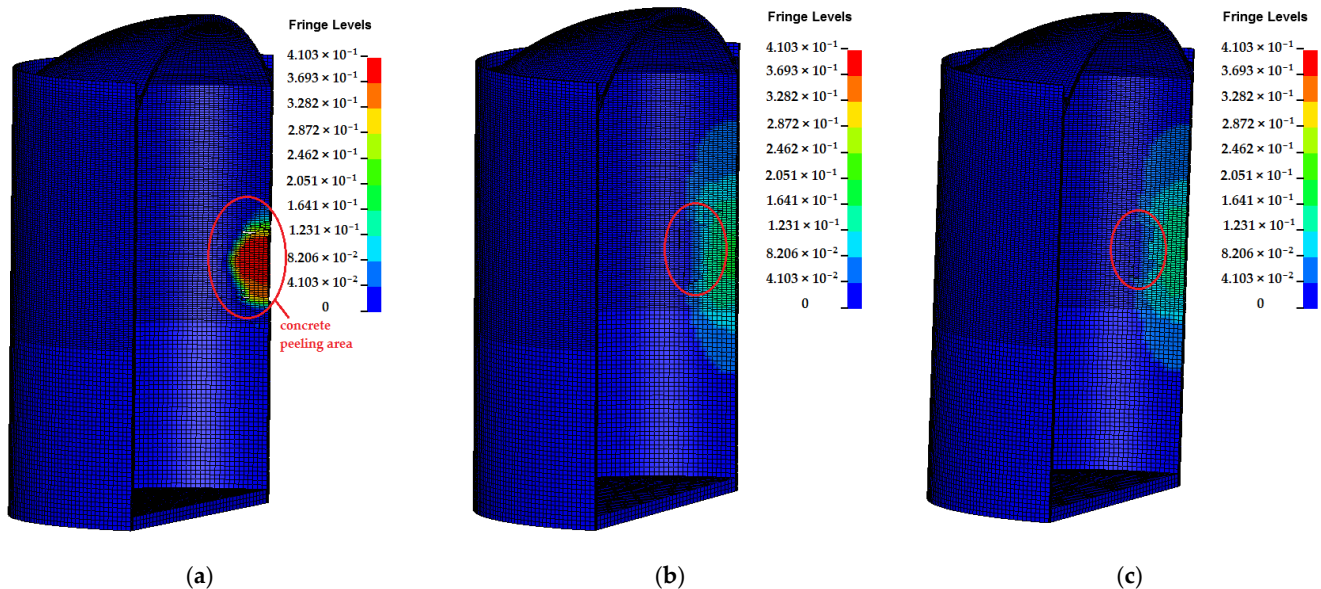 Fringe Levels
4.103 × 10⁻¹
3.693 × 10⁻¹
3.282 × 10⁻¹
2.872 × 10⁻¹
2.462 × 10⁻¹
2.051 × 10⁻¹
1.641 × 10⁻¹
1.231 × 10⁻¹
8.206 × 10⁻²
4.103 × 10⁻²
0
concrete
peeling area
(a)
Fringe Levels
4.103 × 10⁻¹
3.693 × 10⁻¹
3.282 × 10⁻¹
2.872 × 10⁻¹
2.462 × 10⁻¹
2.051 × 10⁻¹
1.641 × 10⁻¹
1.231 × 10⁻¹
8.206 × 10⁻²
4.103 × 10⁻²
0
(b)
Fringe Levels
4.103 × 10⁻¹
3.693 × 10⁻¹
3.282 × 10⁻¹
2.872 × 10⁻¹
2.462 × 10⁻¹
2.051 × 10⁻¹
1.641 × 10⁻¹
1.231 × 10⁻¹
8.206 × 10⁻²
4.103 × 10⁻²
0
(c)